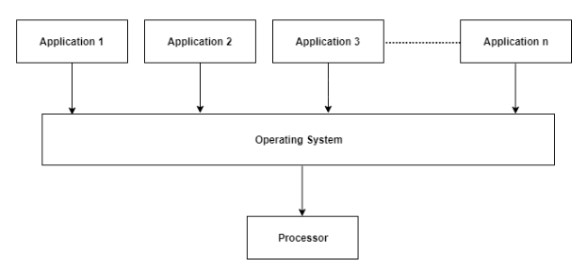 Application 1
Application 2
Application 3
Application n
Operating System
Processor